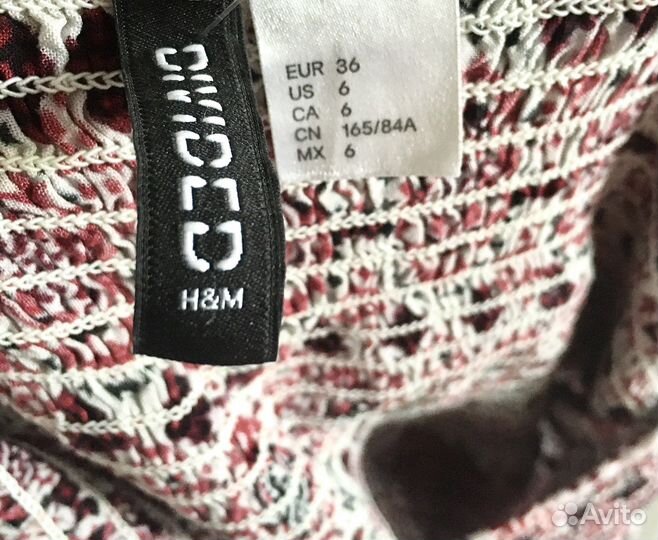 DIVIDED
H&M
EUR 36
US 6
CA 6
CN 165/84A
MX 6
Avito